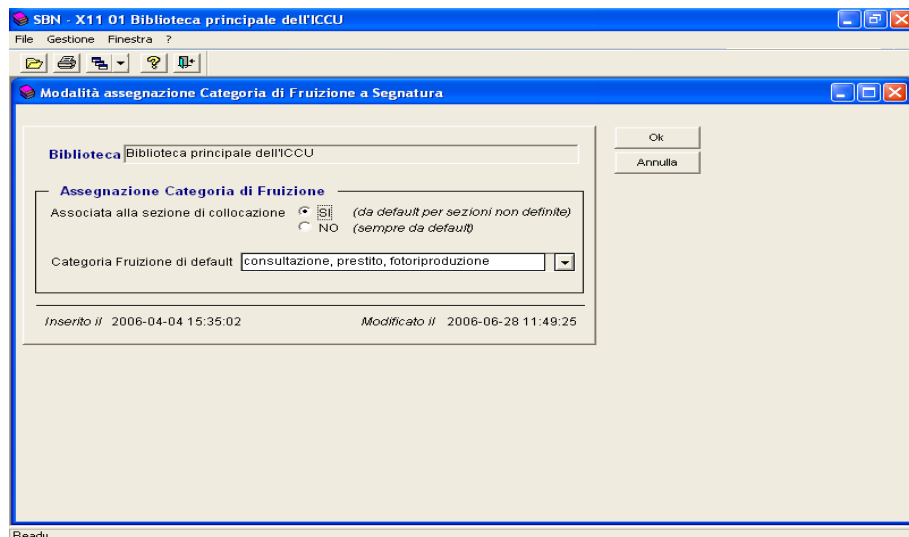 SBN - X11 01 Biblioteca principale dell'ICCU
File Gestione Finestra ?
Modalità assegnazione Categoria di Fruizione a Segnatura
Biblioteca Biblioteca principale dell'ICCU
Ok
Annulla
Assegnazione Categoria di Fruizione
Associata alla sezione di collocazione SI (da default per sezioni non definite)
NO (sempre da default)
Categoria Fruizione di default consultazione, prestito, fotoriproduzione
Inserito il 2006-04-04 15:35:02 Modificato il 2006-06-28 11:49:25
Ready